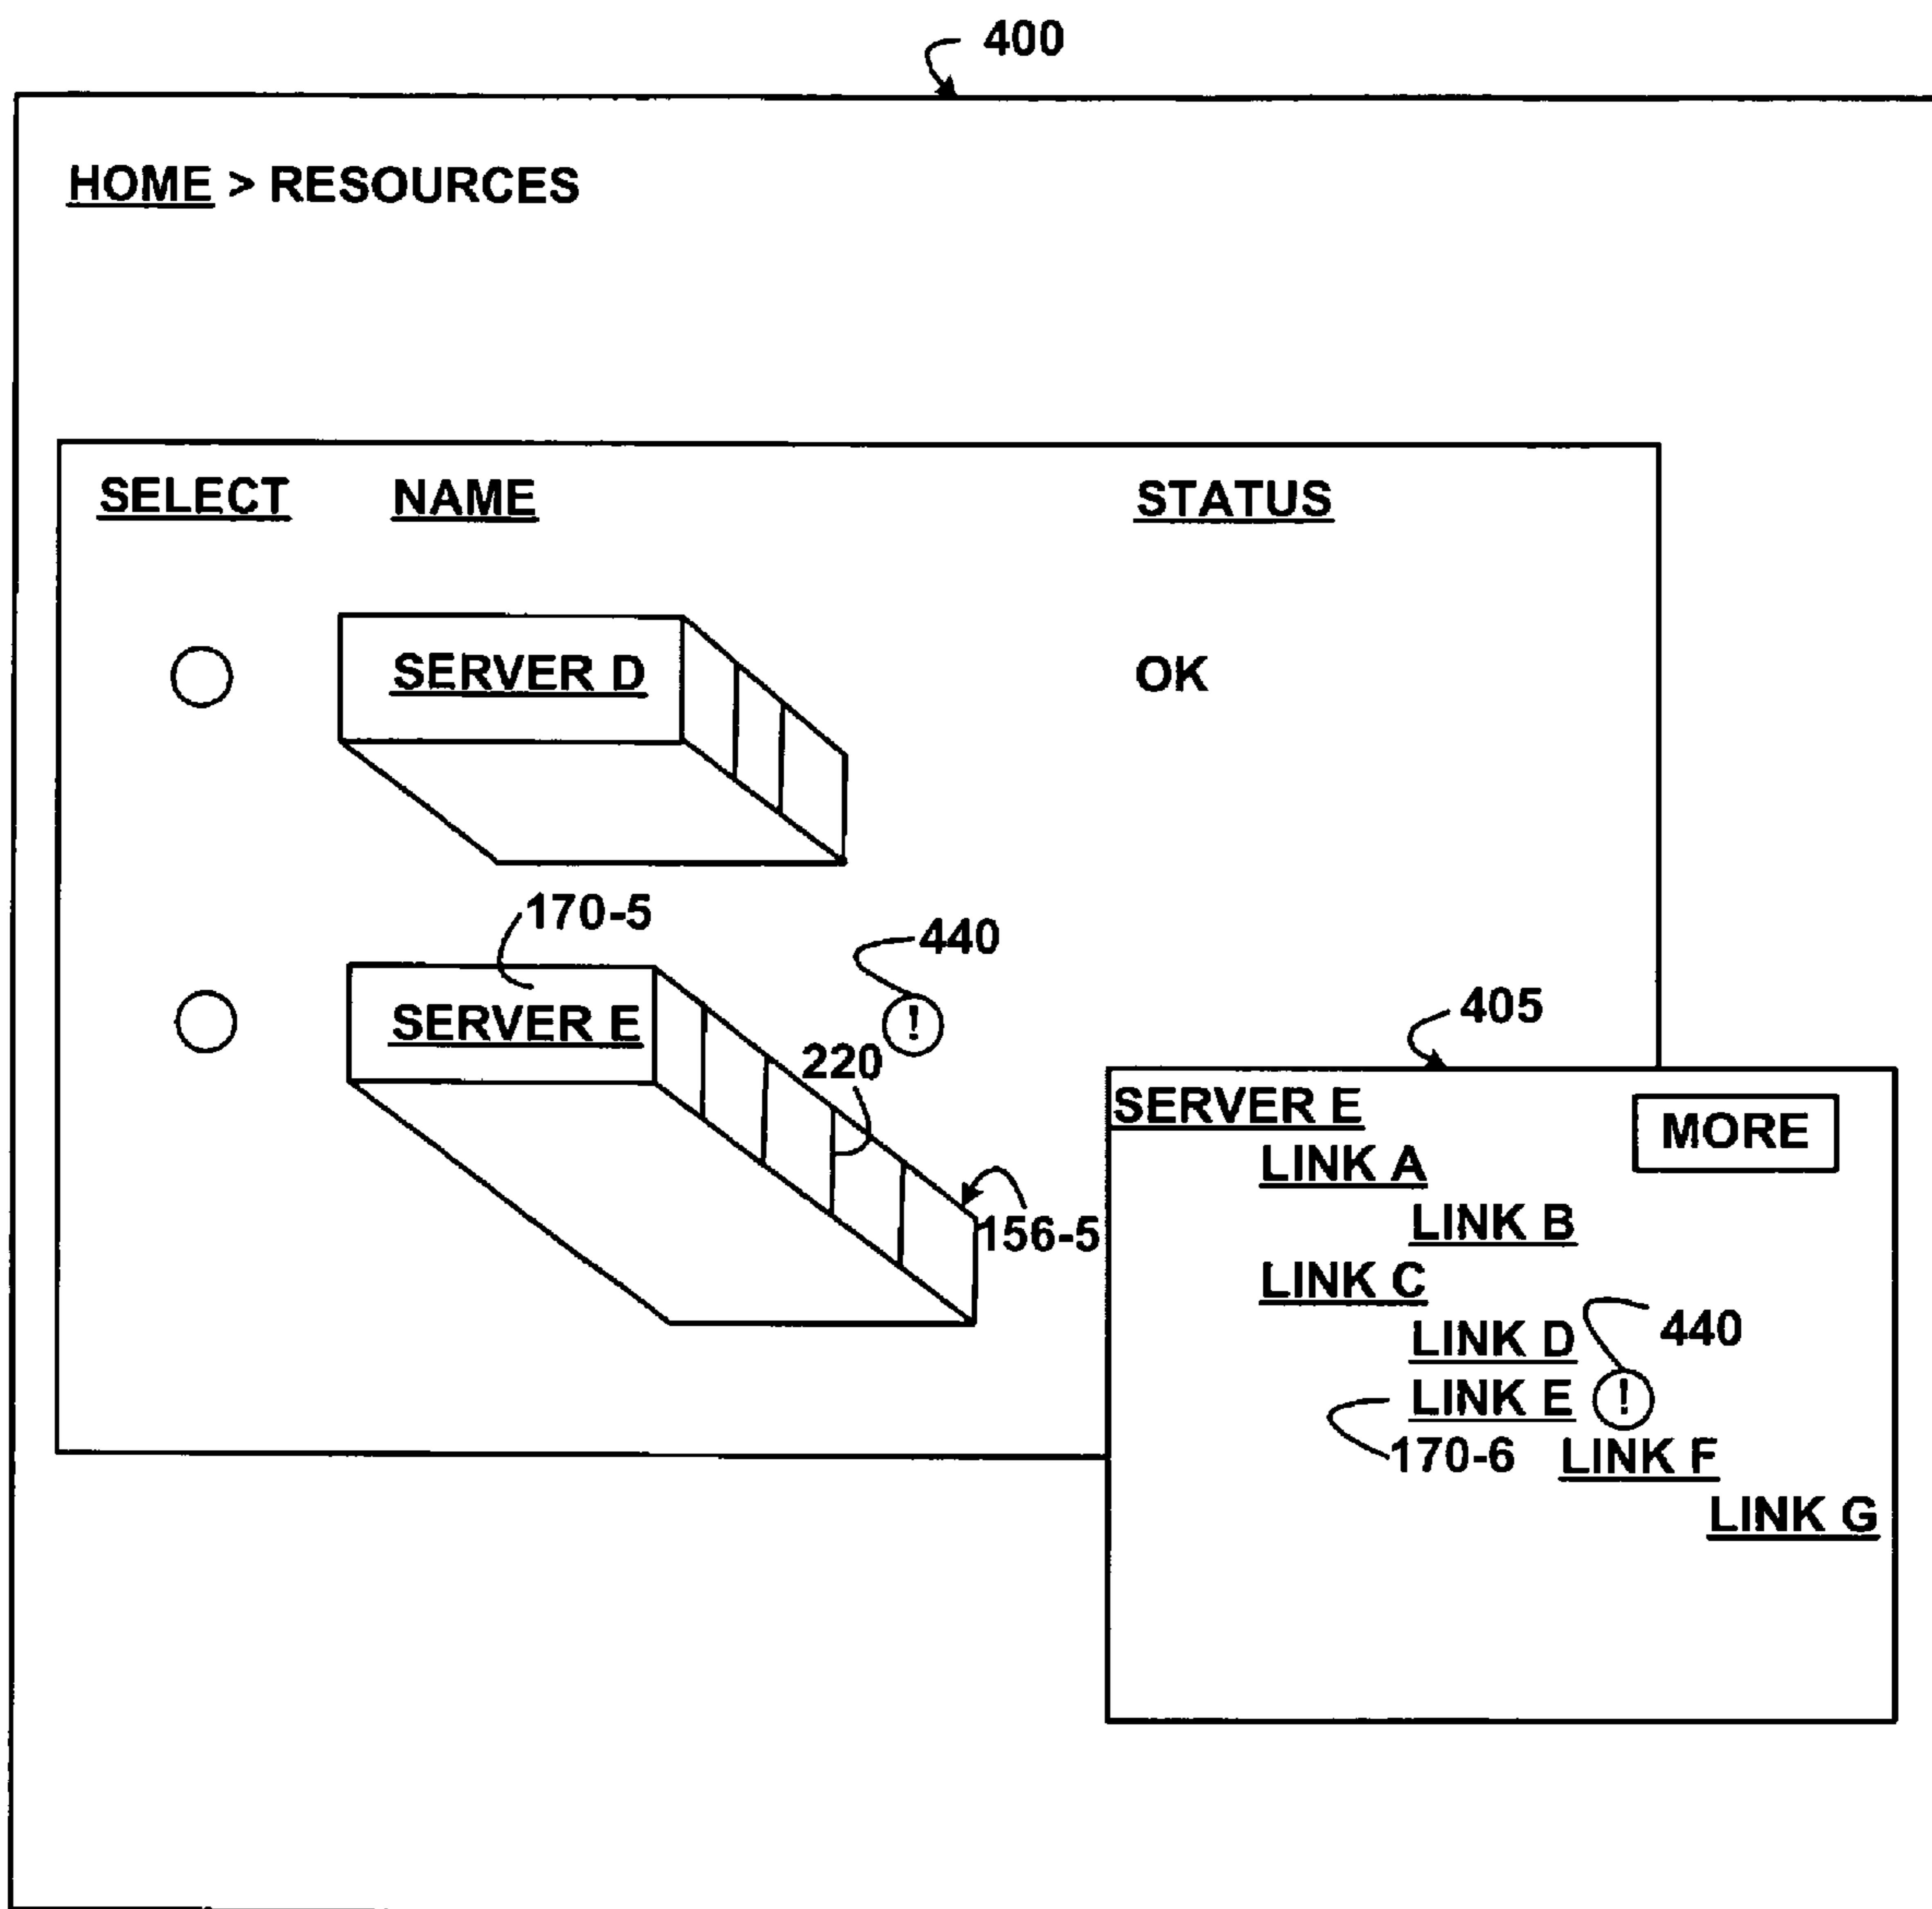 400
HOME > RESOURCES
SELECT NAME STATUS
SERVER D OK
170-5
440
SERVER E !
220
156-5
405
SERVER E MORE
LINK A
LINK B
LINK C
LINK D 440
LINK E !
170-6 LINK F
LINK G